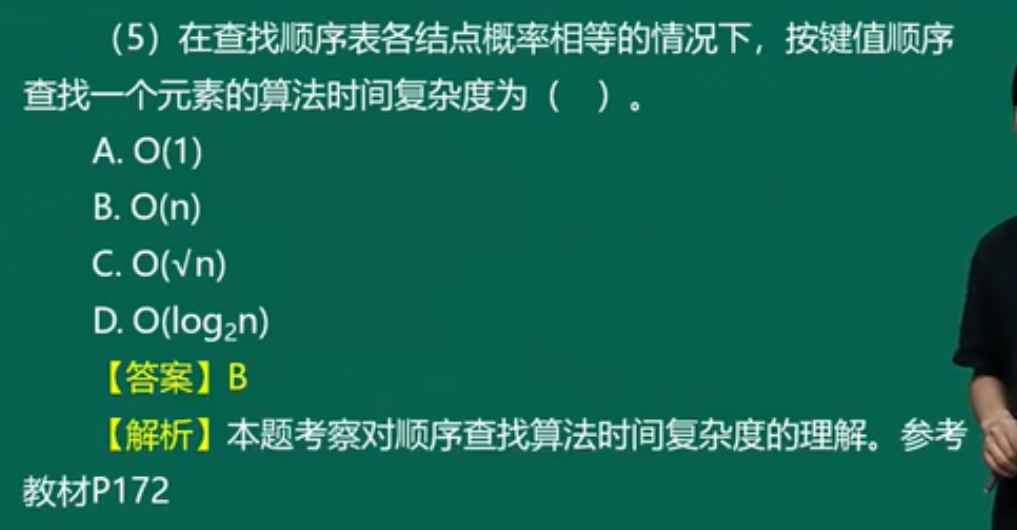 （5）在查找顺序表各结点概率相等的情况下，按键值顺序
查找一个元素的算法时间复杂度为（　）。
A. O(1)
B. O(n)
C. O(√n)
D. O(log₂n)
【答案】B
【解析】本题考察对顺序查找算法时间复杂度的理解。参考
教材P172